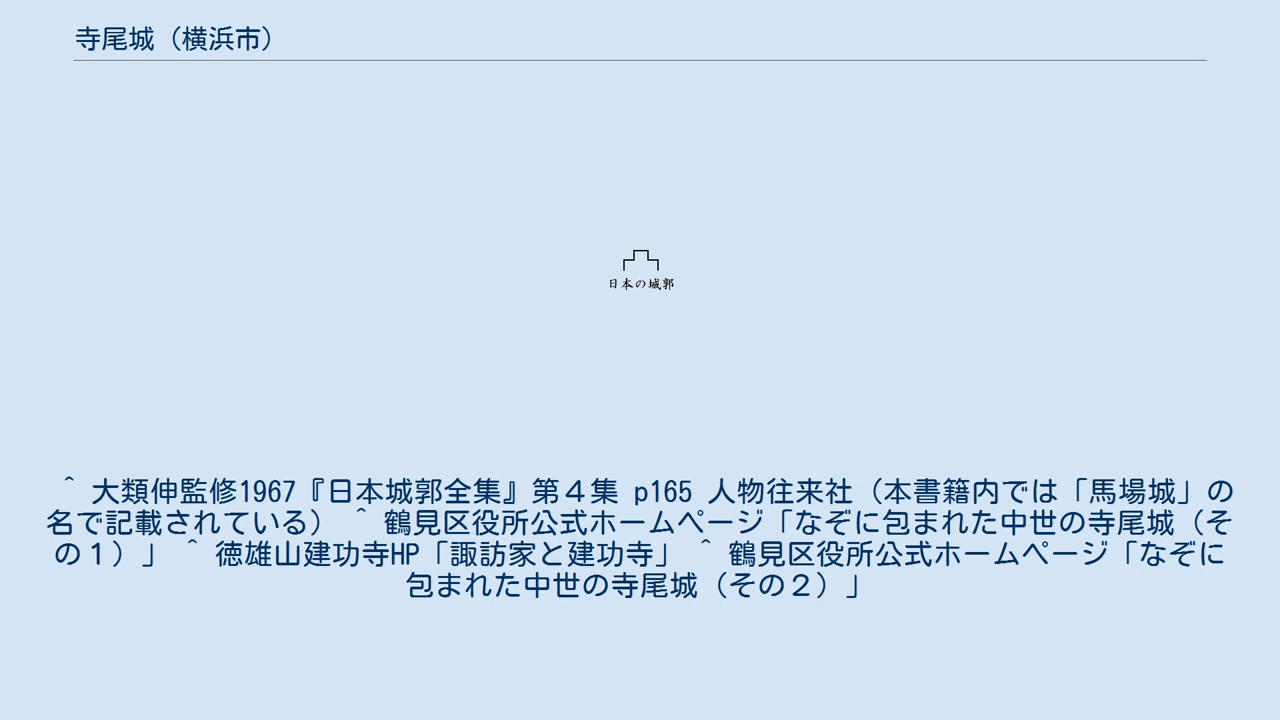 寺尾城（横浜市）
日本の城郭
^ 大類伸監修1967『日本城郭全集』第４集 p165 人物往来社（本書籍内では「馬場城」の
名で記載されている） ^ 鶴見区役所公式ホームページ「なぞに包まれた中世の寺尾城（そ
の１）」 ^ 徳雄山建功寺HP「諏訪家と建功寺」 ^ 鶴見区役所公式ホームページ「なぞに
包まれた中世の寺尾城（その２）」